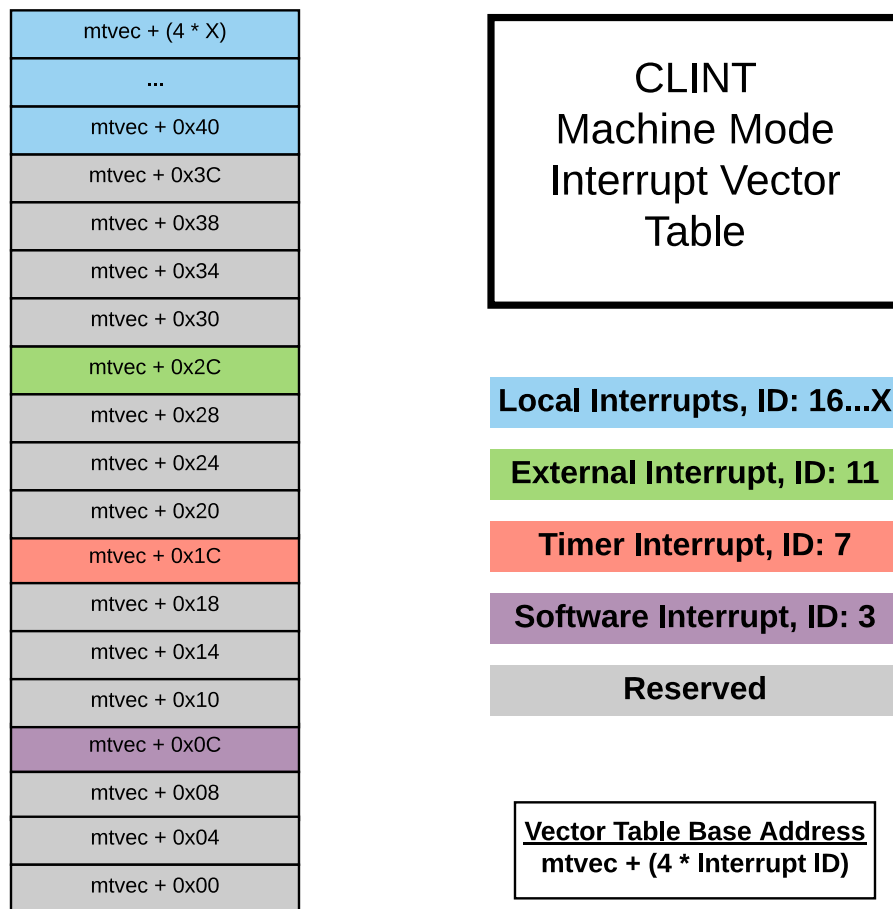 mtvec + (4 * X)
...
mtvec + 0x40
mtvec + 0x3C
mtvec + 0x38
mtvec + 0x34
mtvec + 0x30
mtvec + 0x2C
mtvec + 0x28
mtvec + 0x24
mtvec + 0x20
mtvec + 0x1C
mtvec + 0x18
mtvec + 0x14
mtvec + 0x10
mtvec + 0x0C
mtvec + 0x08
mtvec + 0x04
mtvec + 0x00
CLINT
Machine Mode
Interrupt Vector
Table
Local Interrupts, ID: 16...X
External Interrupt, ID: 11
Timer Interrupt, ID: 7
Software Interrupt, ID: 3
Reserved
Vector Table Base Address
mtvec + (4 * Interrupt ID)